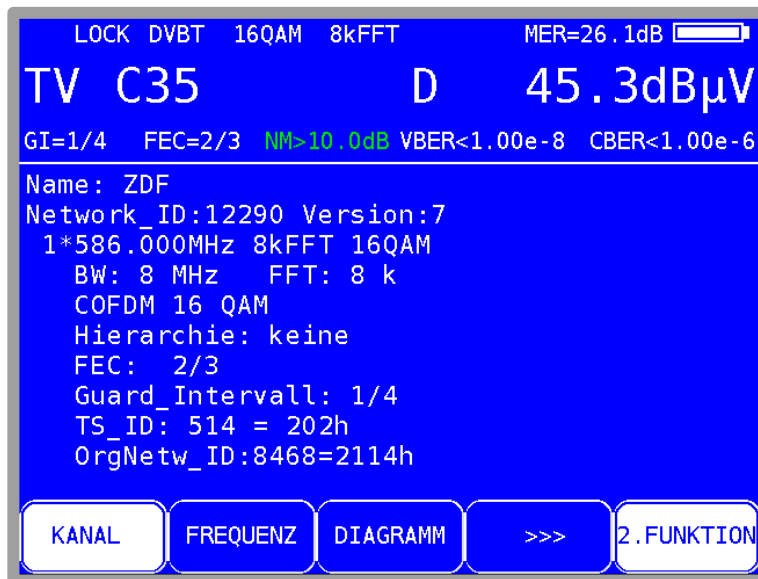 LOCK DVBT 16QAM 8kFFT MER=26.1dB
TV C35 D 45.3dBµV
GI=1/4 FEC=2/3 NM>10.0dB VBER<1.00e-8 CBER<1.00e-6
Name: ZDF
Network_ID:12290 Version:7
1*586.000MHz 8kFFT 16QAM
BW: 8 MHz FFT: 8 k
COFDM 16 QAM
Hierarchie: keine
FEC: 2/3
Guard_Intervall: 1/4
TS_ID: 514 = 202h
OrgNetw_ID:8468=2114h
KANAL FREQUENZ DIAGRAMM >>> 2.FUNKTION